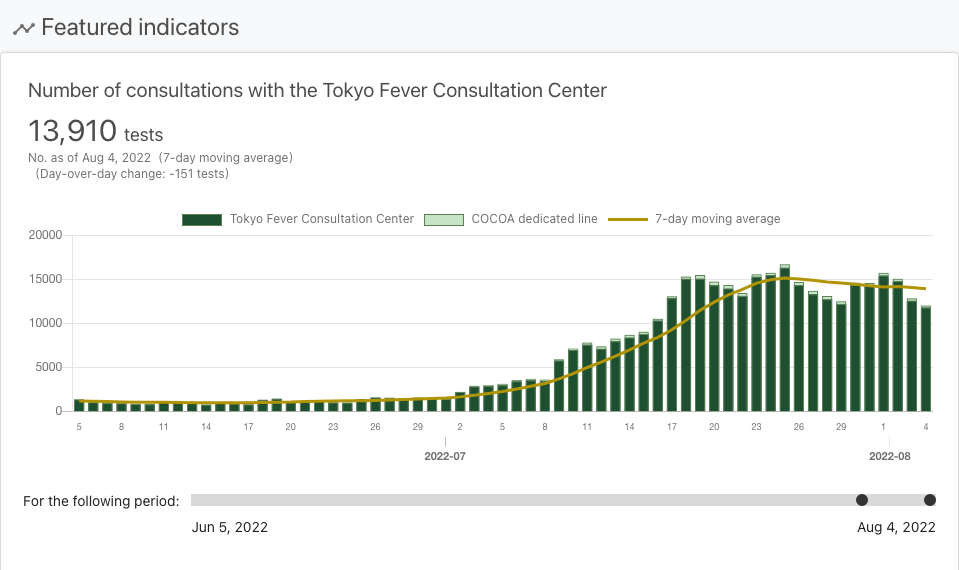 Featured indicators
Number of consultations with the Tokyo Fever Consultation Center
13,910 tests
No. as of Aug 4, 2022 (7-day moving average)
(Day-over-day change: -151 tests)
Tokyo Fever Consultation Center COCOA dedicated line 7-day moving average
20000
15000
10000
5000
0
5 8 11 14 17 20 23 26 29 2 5 8 11 14 17 20 23 26 29 1 4
2022-07 2022-08
For the following period:
Jun 5, 2022 Aug 4, 2022